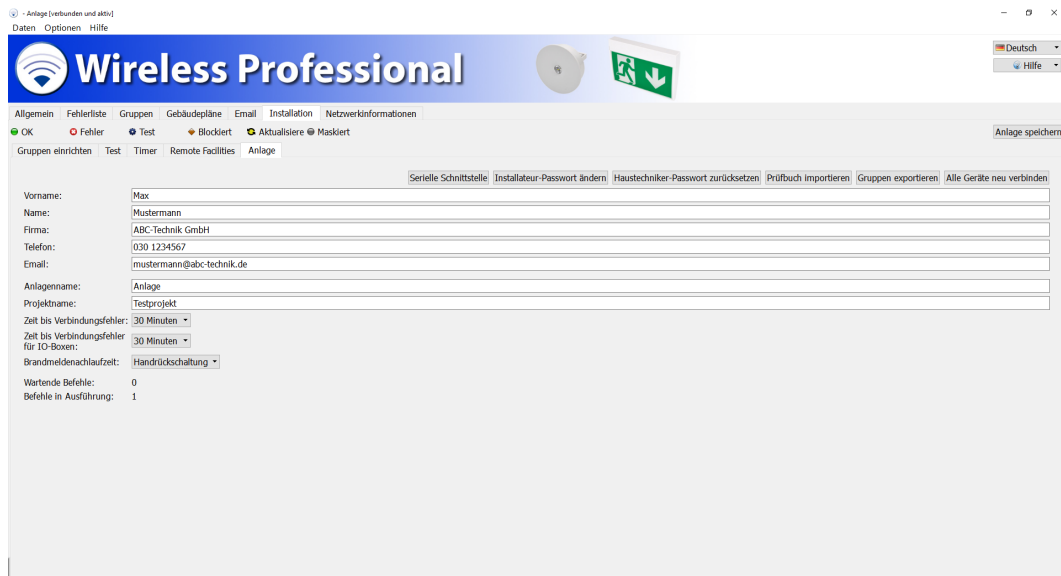 - Anlage [verbunden und aktiv]
Daten Optionen Hilfe
Wireless Professional
Deutsch
Hilfe
Allgemein Fehlerliste Gruppen Gebäudepläne Email Installation Netzwerkinformationen
OK Fehler Test Blockiert Aktualisiere Maskiert Anlage speichern
Gruppen einrichten Test Timer Remote Facilities Anlage
Serielle Schnittstelle Installateur-Passwort ändern Haustechniker-Passwort zurücksetzen Prüfbuch importieren Gruppen exportieren Alle Geräte neu verbinden
Vorname: Max
Name: Mustermann
Firma: ABC-Technik GmbH
Telefon: 030 1234567
Email: mustermann@abc-technik.de
Anlagenname: Anlage
Projektname: Testprojekt
Zeit bis Verbindungsfehler: 30 Minuten
Zeit bis Verbindungsfehler
für IO-Boxen: 30 Minuten
Brandmeldenachlaufzeit: Handrückschaltung
Wartende Befehle: 0
Befehle in Ausführung: 1